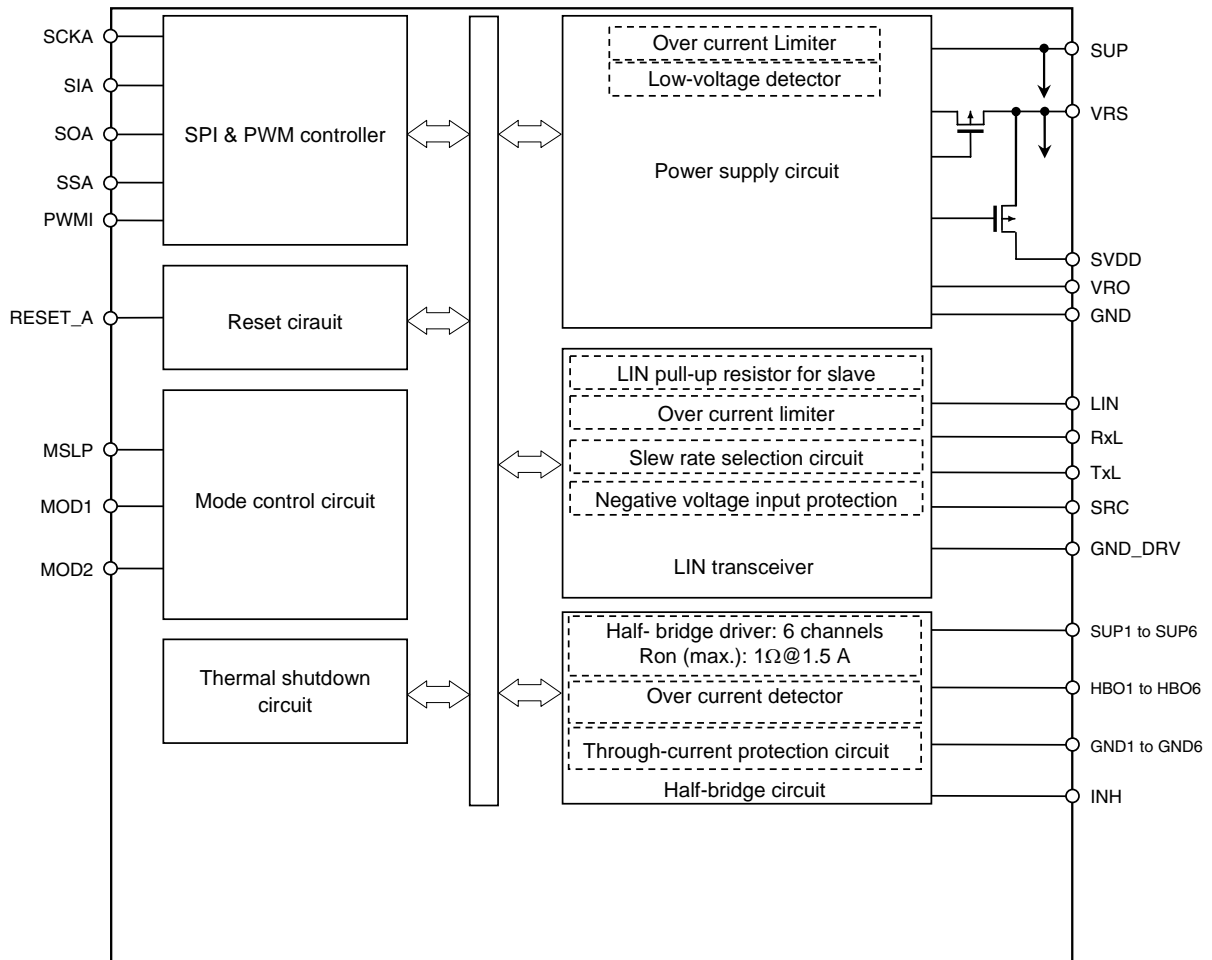 SCKA
SIA
SOA
SSA
PWMI
SPI & PWM controller
RESET_A
Reset cirauit
MSLP
MOD1
MOD2
Mode control circuit
Thermal shutdown
circuit
Over current Limiter
Low-voltage detector
Power supply circuit
SUP
VRS
SVDD
VRO
GND
LIN pull-up resistor for slave
Over current limiter
Slew rate selection circuit
Negative voltage input protection
LIN transceiver
LIN
RxL
TxL
SRC
GND_DRV
Half- bridge driver: 6 channels
Ron (max.): 1Ω@1.5 A
Over current detector
Through-current protection circuit
Half-bridge circuit
SUP1 to SUP6
HBO1 to HBO6
GND1 to GND6
INH